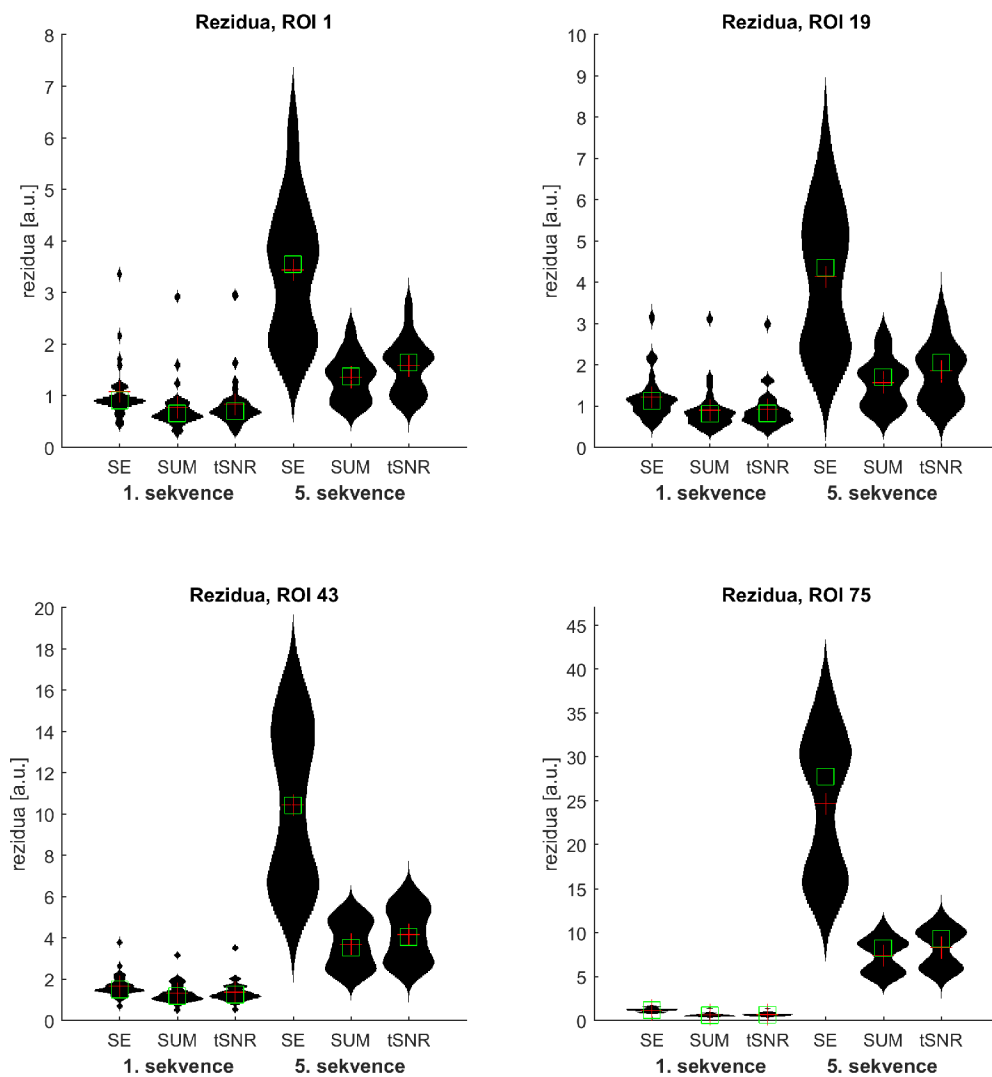 Rezidua, ROI 1
8
7
6
5
4
3
2
1
0
rezidua [a.u.]
SE SUM tSNR SE SUM tSNR
1. sekvence 5. sekvence
Rezidua, ROI 19
10
9
8
7
6
5
4
3
2
1
0
rezidua [a.u.]
SE SUM tSNR SE SUM tSNR
1. sekvence 5. sekvence
Rezidua, ROI 43
20
18
16
14
12
10
8
6
4
2
0
rezidua [a.u.]
SE SUM tSNR SE SUM tSNR
1. sekvence 5. sekvence
Rezidua, ROI 75
45
40
35
30
25
20
15
10
5
0
rezidua [a.u.]
SE SUM tSNR SE SUM tSNR
1. sekvence 5. sekvence